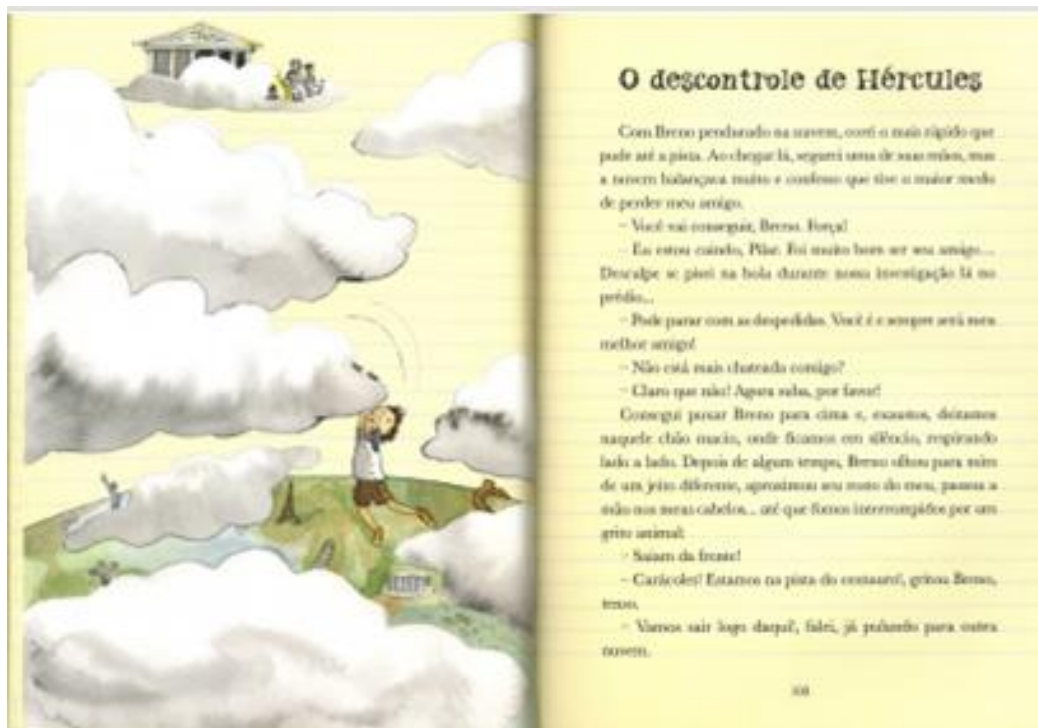 O descontrole de Hércules
Com Breno pendurado na nuvem, corri o mais rápido que
pude até a pista. Ao chegar lá, segurei uma de suas mãos, mas
a nuvem balançava muito e confesso que tive o maior medo
de perder meu amigo.
– Você vai conseguir, Breno. Força!
– Eu estou caindo, Pilar. Foi muito bom ser seu amigo...
Desculpe se pisei na bola durante nossa investigação lá no
prédio...
– Pode parar com as despedidas. Você é e sempre será meu
melhor amigo!
– Não está mais chateada comigo?
– Claro que não! Agora suba, por favor!
Consegui puxar Breno para cima e, exaustos, deitamos
naquele chão macio, onde ficamos em silêncio, respirando
lado a lado. Depois de algum tempo, Breno olhou para mim
de um jeito diferente, aproximou seu rosto do meu, passou a
mão nos meus cabelos... até que fomos interrompidos por um
grito animal:
– Saiam da frente!
– Carácoles! Estamos na pista do centauro!, gritou Breno,
tenso.
– Vamos sair logo daqui!, falei, já pulando para outra
nuvem.